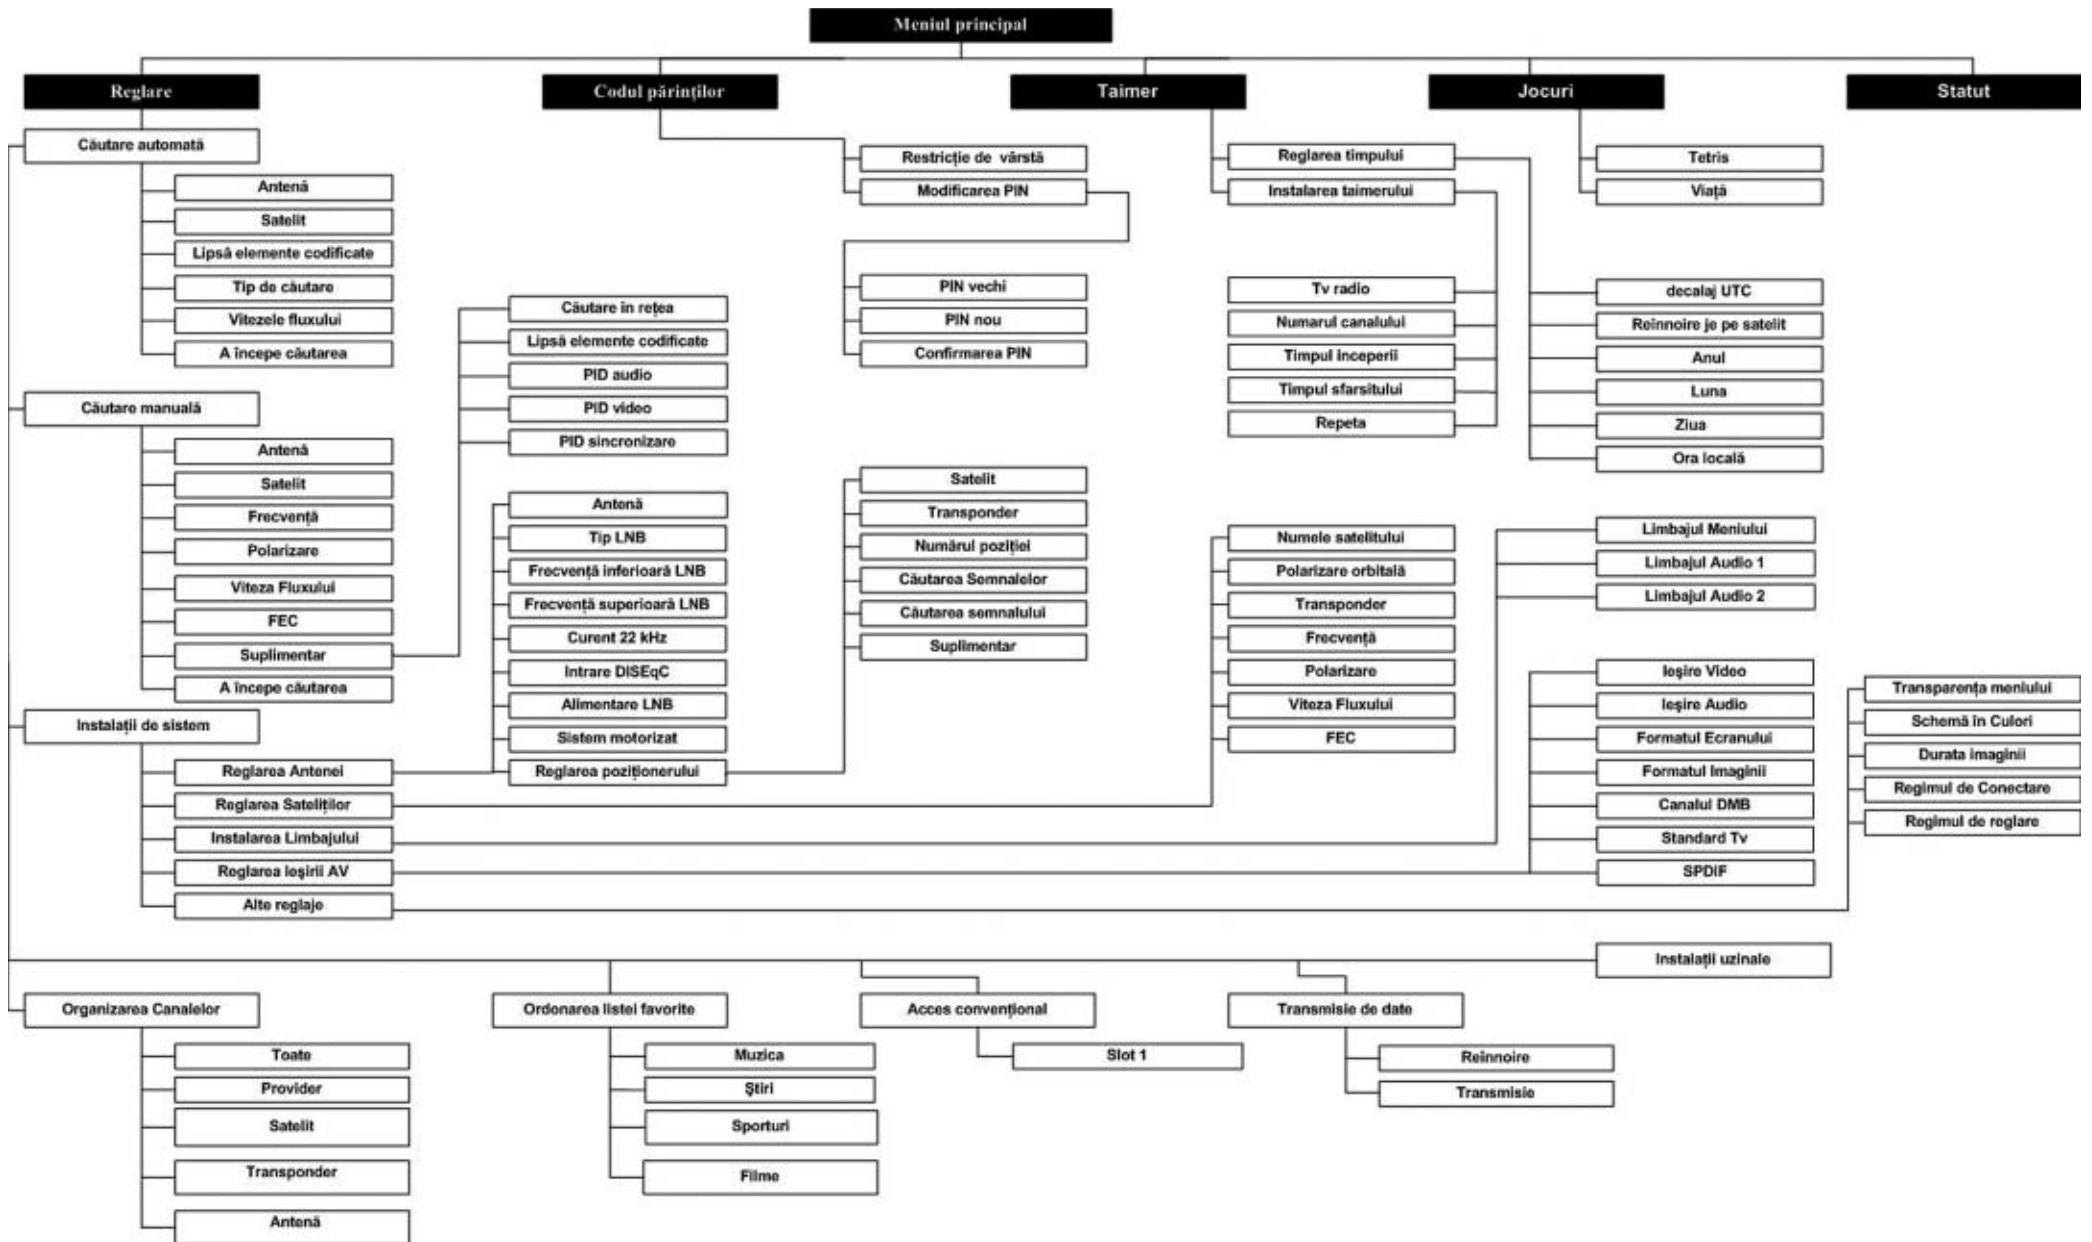 Meniul principal
Reglare
Codul părinților
Taimer
Jocuri
Statut
Căutare automată
Antenă
Satelit
Lipsă elemente codificate
Tip de căutare
Vitezele fluxului
A începe căutarea
Căutare manuală
Antenă
Satelit
Frecvență
Polarizare
Viteza Fluxului
FEC
Suplimentar
A începe căutarea
Instalații de sistem
Reglarea Antenei
Reglarea Sateliților
Instalarea Limbajului
Reglarea Ieșirii AV
Alte reglaje
Căutare în rețea
Lipsă elemente codificate
PID audio
PID video
PID sincronizare
Antenă
Tip LNB
Frecvență inferioară LNB
Frecvență superioară LNB
Curent 22 kHz
Intrare DISEqC
Alimentare LNB
Sistem motorizat
Reglarea poziționerului
Restricție de vârstă
Modificarea PIN
PIN vechi
PIN nou
Confirmarea PIN
Satelit
Transponder
Numărul poziției
Căutarea Semnalelor
Căutarea semnalului
Suplimentar
Reglarea timpului
Instalarea taimerului
Tv radio
Numarul canalului
Timpul inceperii
Timpul sfarsitului
Repeta
Numele satelitului
Polarizare orbitală
Transponder
Frecvență
Polarizare
Viteza Fluxului
FEC
Tetris
Viață
decalaj UTC
Reînnoire je pe satelit
Anul
Luna
Ziua
Ora locală
Limbajul Meniului
Limbajul Audio 1
Limbajul Audio 2
Ieșire Video
Ieșire Audio
Formatul Ecranului
Formatul Imaginii
Canalul DMB
Standard Tv
SPDIF
Transparența meniului
Schemă în Culori
Durata imaginii
Regimul de Conectare
Regimul de reglare
Instalații uzinale
Organizarea Canalelor
Toate
Provider
Satelit
Transponder
Antenă
Ordonarea listei favorite
Muzica
Știri
Sporturi
Filme
Acces convențional
Slot 1
Transmisie de date
Reînnoire
Transmisie